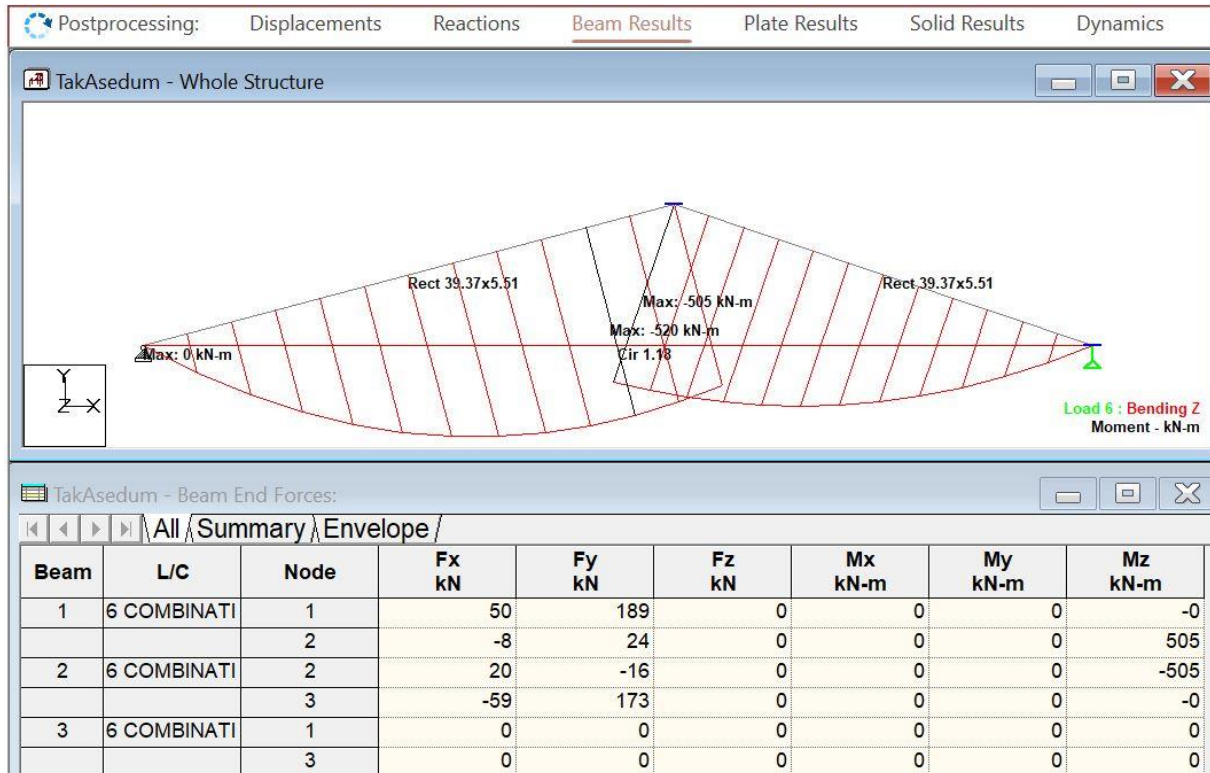 Postprocessing: Displacements Reactions Beam Results Plate Results Solid Results Dynamics
TakAsedum - Whole Structure
Rect 39.37x5.51
Rect 39.37x5.51
Max: -505 kN-m
Max: -520 kN-m
Max: 0 kN-m
Cir 1.18
Y
Z X
Load 6 : Bending Z
Moment - kN-m
TakAsedum - Beam End Forces:
All Summary Envelope
Beam L/C Node Fx kN Fy kN Fz kN Mx kN-m My kN-m Mz kN-m
1 6 COMBINATI 1 50 189 0 0 0 -0
2 -8 24 0 0 0 505
2 6 COMBINATI 2 20 -16 0 0 0 -505
3 -59 173 0 0 0 -0
3 6 COMBINATI 1 0 0 0 0 0 0
3 0 0 0 0 0 0